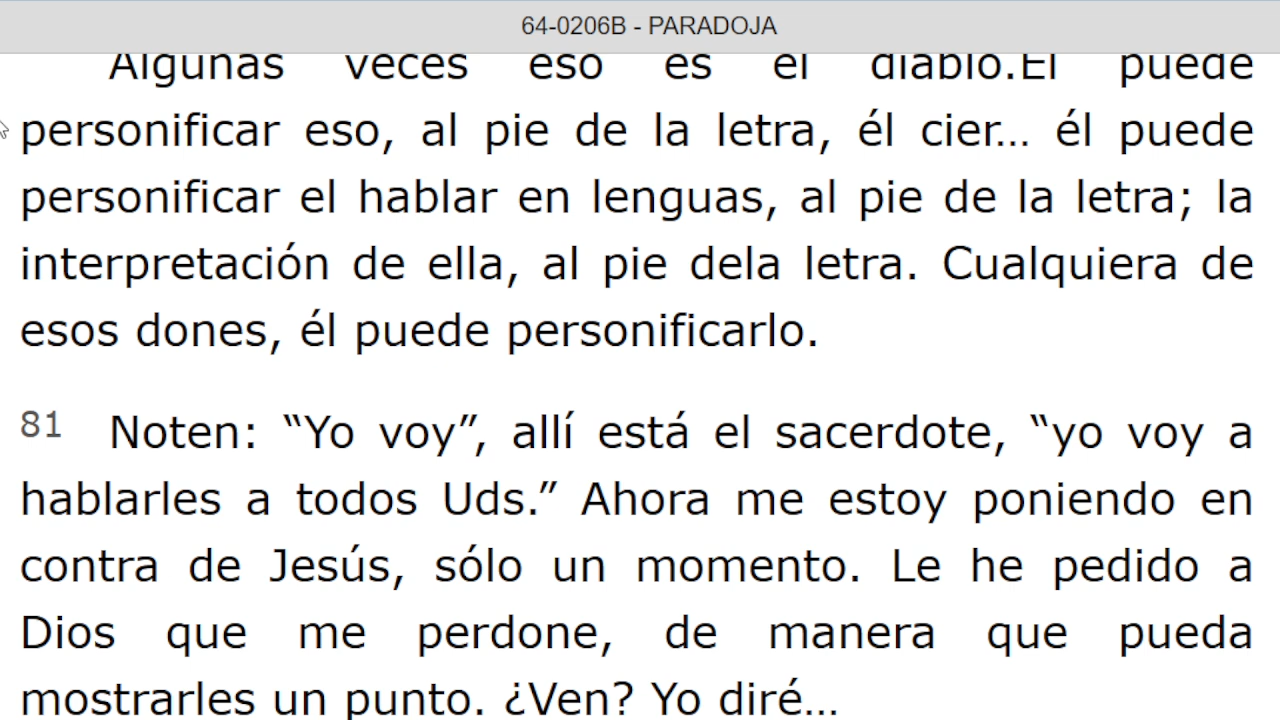 64-0206B - PARADOJA
Algunas veces eso es el diablo.El puede
personificar eso, al pie de la letra, él cier... él puede
personificar el hablar en lenguas, al pie de la letra; la
interpretación de ella, al pie dela letra. Cualquiera de
esos dones, él puede personificarlo.
81 Noten: “Yo voy”, allí está el sacerdote, “yo voy a
hablarles a todos Uds.” Ahora me estoy poniendo en
contra de Jesús, sólo un momento. Le he pedido a
Dios que me perdone, de manera que pueda
mostrarles un punto. ¿Ven? Yo diré...